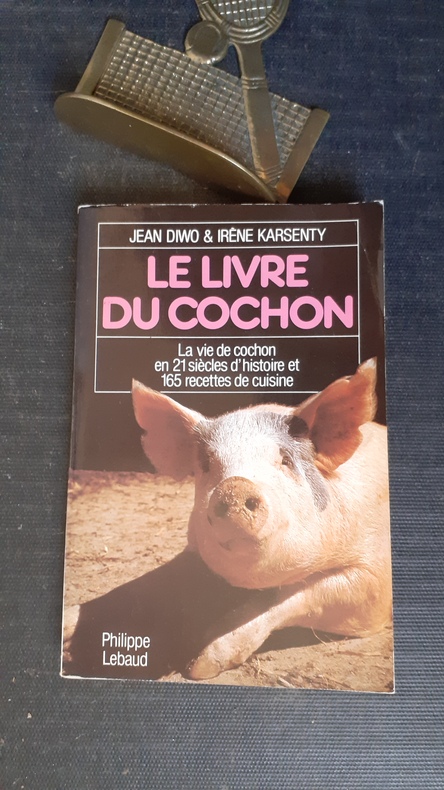 JEAN DIWO & IRÈNE KARSENTY
LE LIVRE
DU COCHON
La vie de cochon
en 21 siècles d'histoire et
165 recettes de cuisine
Philippe
Lebaud